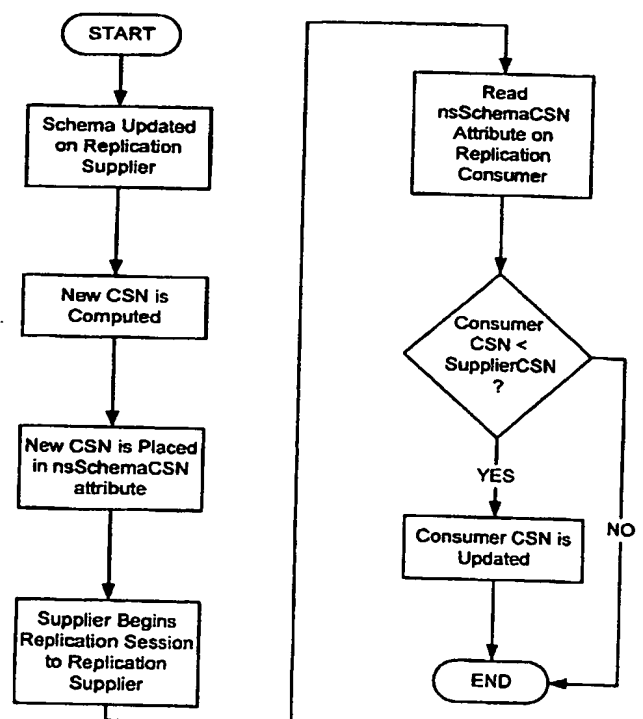 START
Schema Updated
on Replication
Supplier
New CSN is
Computed
New CSN is Placed
in nsSchemaCSN
attribute
Supplier Begins
Replication Session
to Replication
Supplier
Read
nsSchemaCSN
Attribute on
Replication
Consumer
Consumer
CSN <
SupplierCSN
?
YES
NO
Consumer CSN is
Updated
END